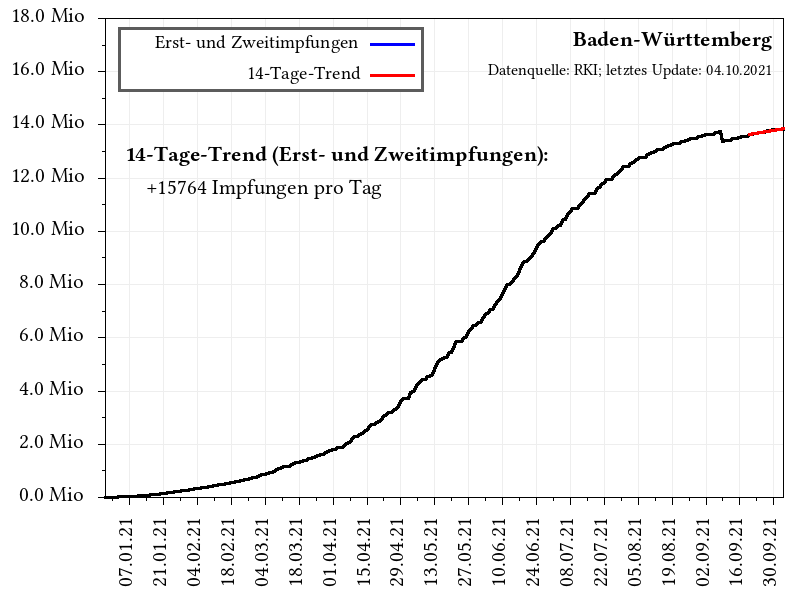 18.0 Mio
16.0 Mio
14.0 Mio
12.0 Mio
10.0 Mio
8.0 Mio
6.0 Mio
4.0 Mio
2.0 Mio
0.0 Mio
Erst- und Zweitimpfungen
14-Tage-Trend
Baden-Württemberg
Datenquelle: RKI; letztes Update: 04.10.2021
14-Tage-Trend (Erst- und Zweitimpfungen):
+15764 Impfungen pro Tag
07.01.21
21.01.21
04.02.21
18.02.21
04.03.21
18.03.21
01.04.21
15.04.21
29.04.21
13.05.21
27.05.21
10.06.21
24.06.21
08.07.21
22.07.21
05.08.21
19.08.21
02.09.21
16.09.21
30.09.21